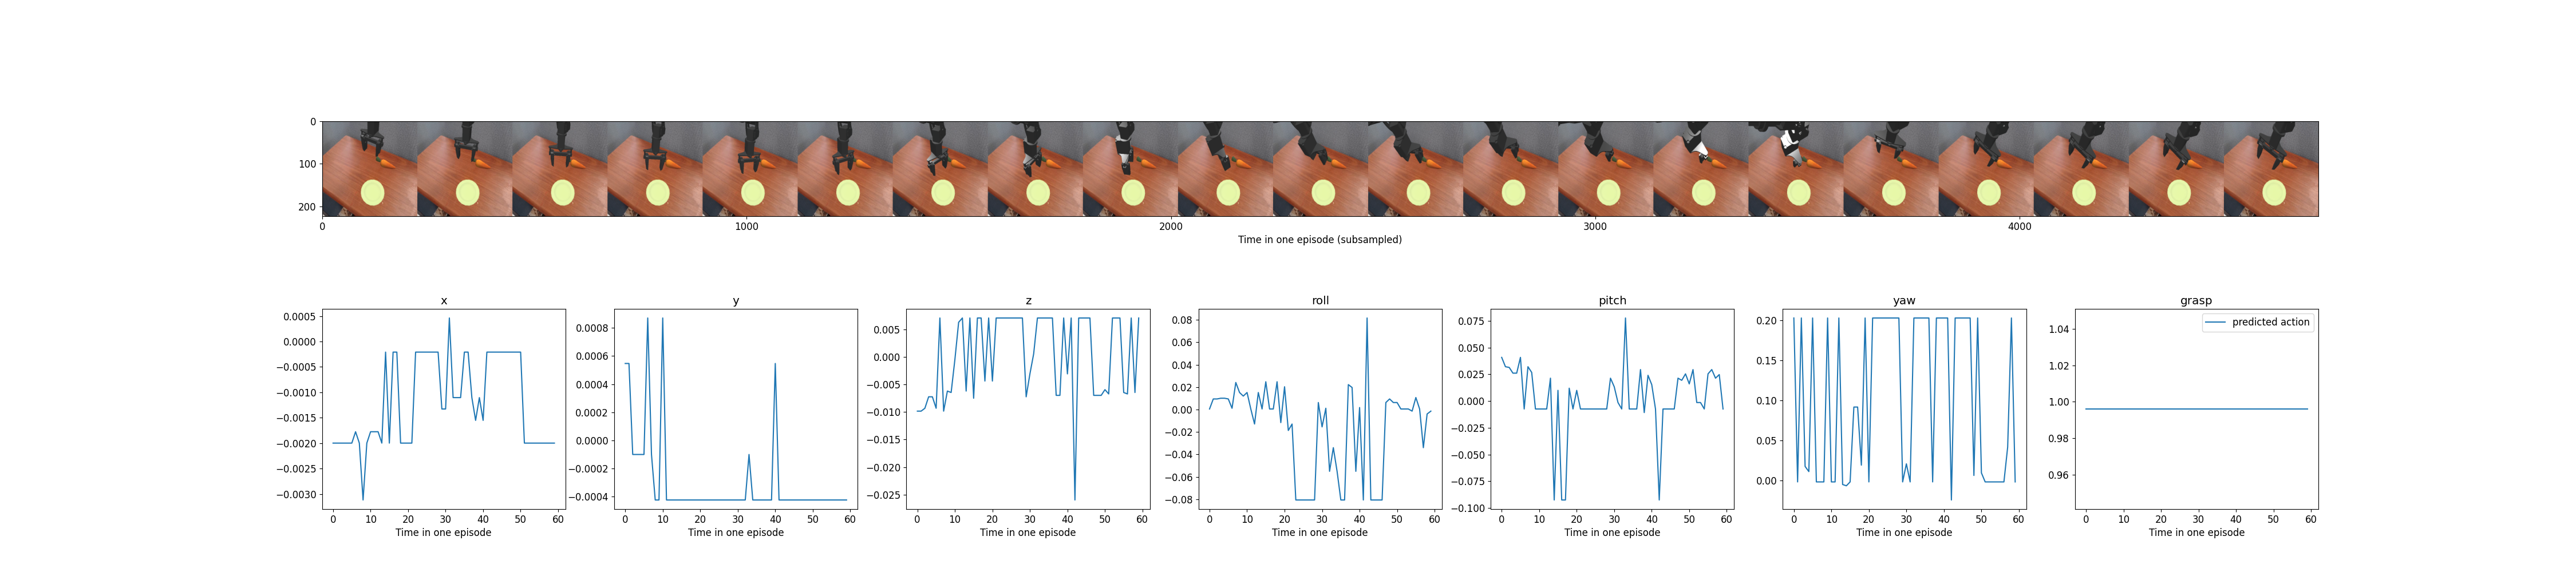 0
100
200
0 1000 2000 3000 4000
Time in one episode (subsampled)
x
0.0005
0.0000
−0.0005
−0.0010
−0.0015
−0.0020
−0.0025
−0.0030
0 10 20 30 40 50 60
Time in one episode
y
0.0008
0.0006
0.0004
0.0002
0.0000
−0.0002
−0.0004
0 10 20 30 40 50 60
Time in one episode
z
0.005
0.000
−0.005
−0.010
−0.015
−0.020
−0.025
0 10 20 30 40 50 60
Time in one episode
roll
0.08
0.06
0.04
0.02
0.00
−0.02
−0.04
−0.06
−0.08
0 10 20 30 40 50 60
Time in one episode
pitch
0.075
0.050
0.025
0.000
−0.025
−0.050
−0.075
−0.100
0 10 20 30 40 50 60
Time in one episode
yaw
0.20
0.15
0.10
0.05
0.00
0 10 20 30 40 50 60
Time in one episode
grasp
predicted action
1.04
1.02
1.00
0.98
0.96
0 10 20 30 40 50 60
Time in one episode